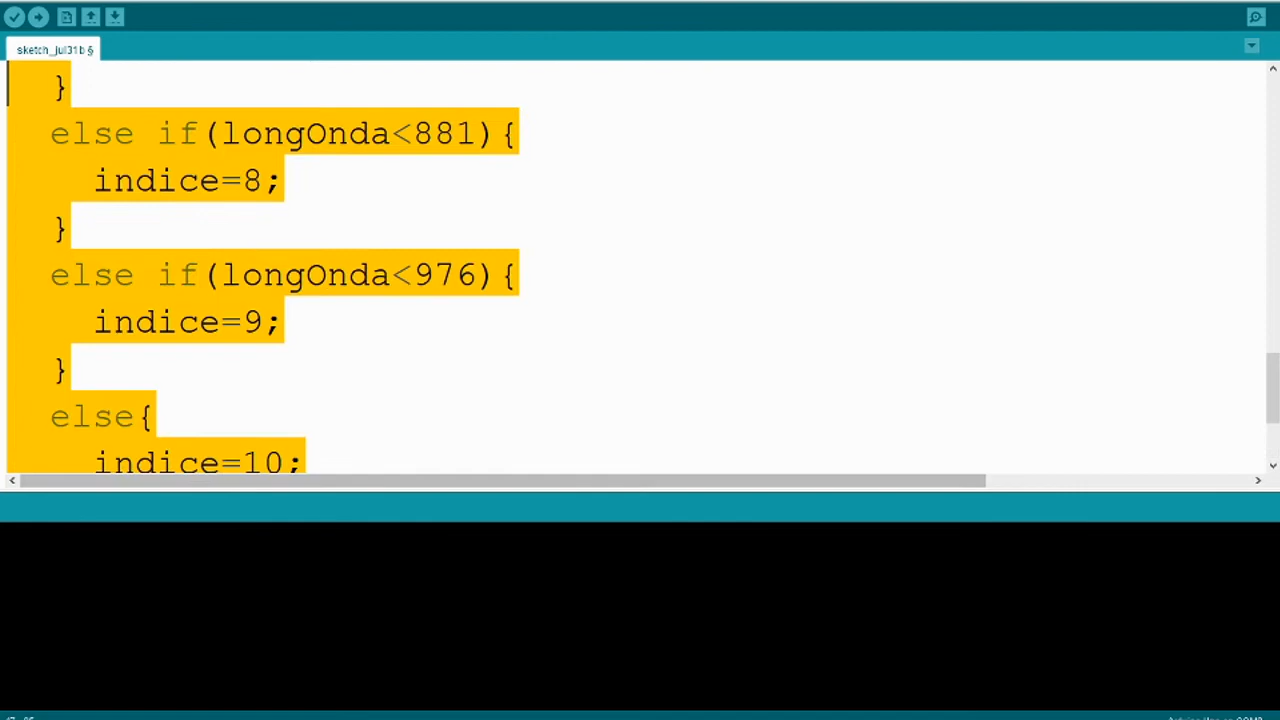 sketch_jul31b §
}
else if(longOnda<881){
indice=8;
}
else if(longOnda<976){
indice=9;
}
else{
indice=10;